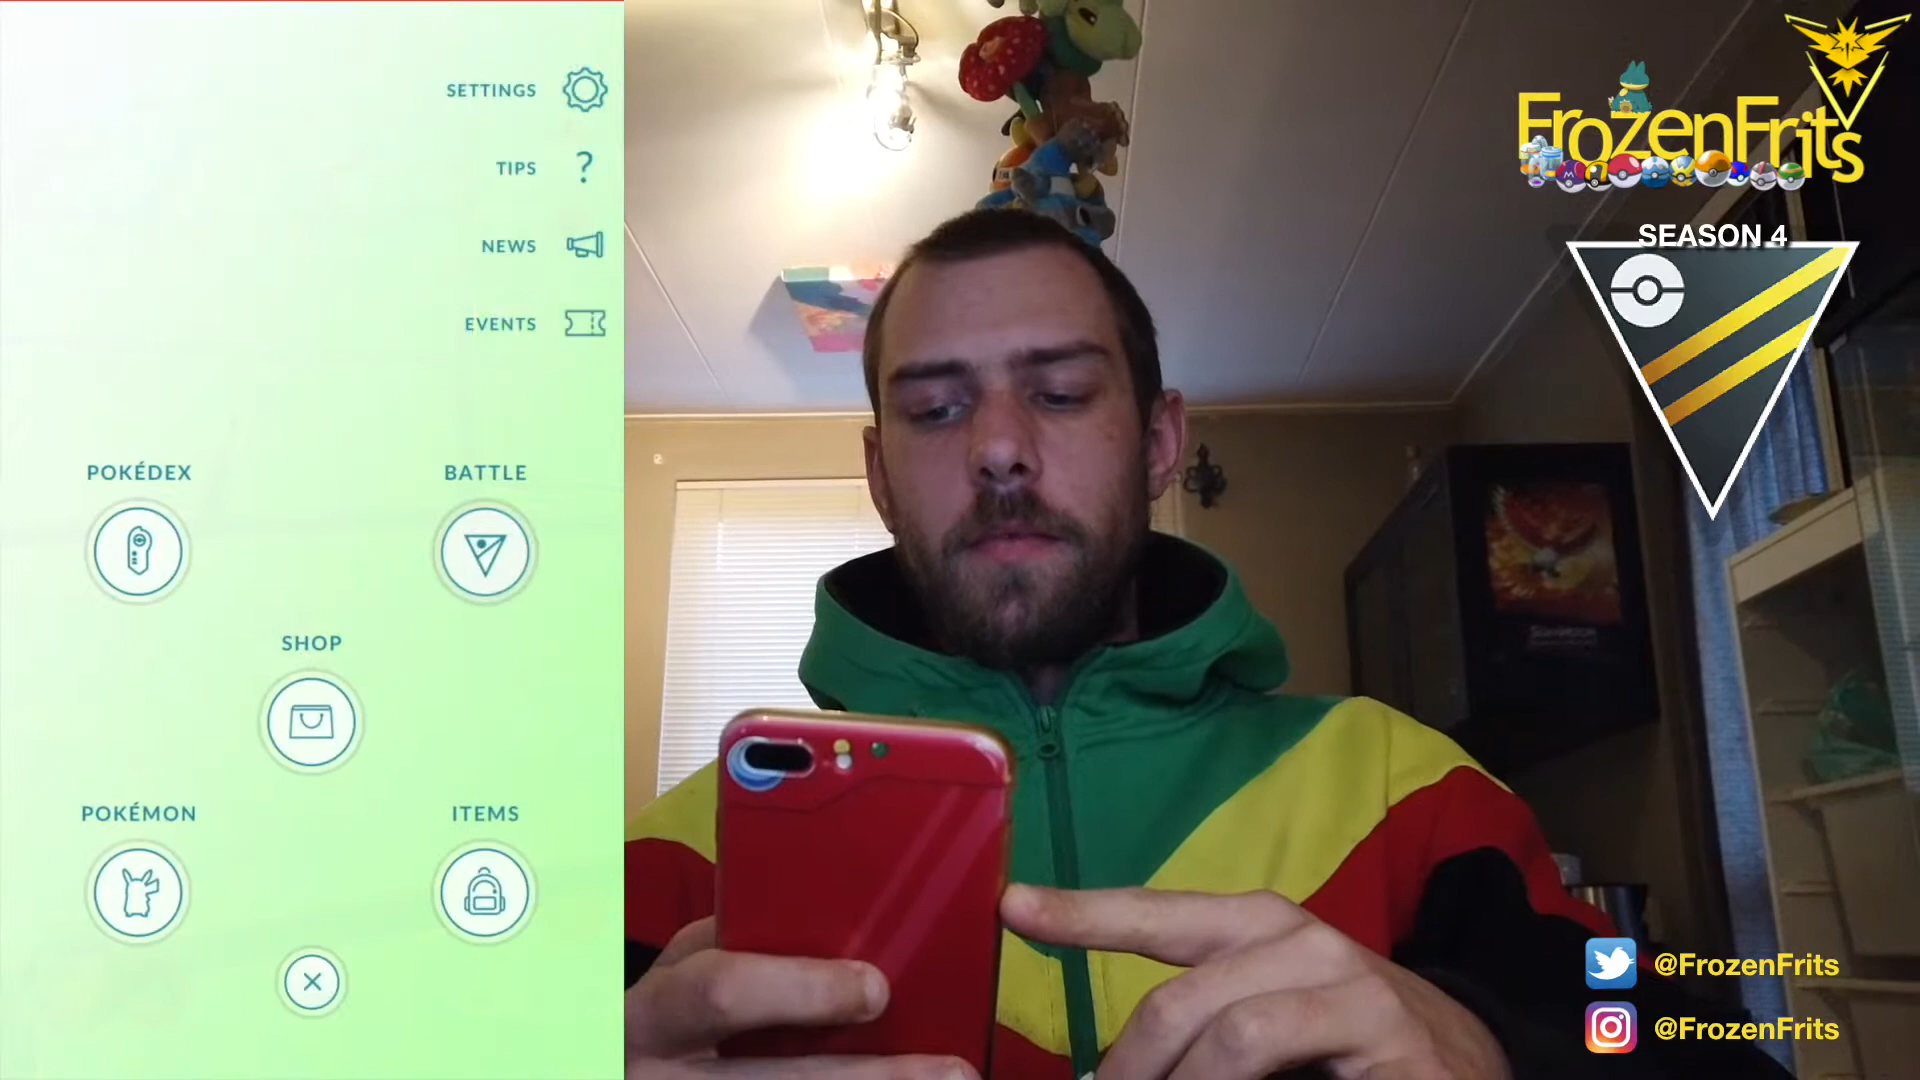 SETTINGS
TIPS
?
NEWS
EVENTS
POKÉDEX
BATTLE
SHOP
POKÉMON
ITEMS
FrozenFrits
SEASON 4
@FrozenFrits
@FrozenFrits